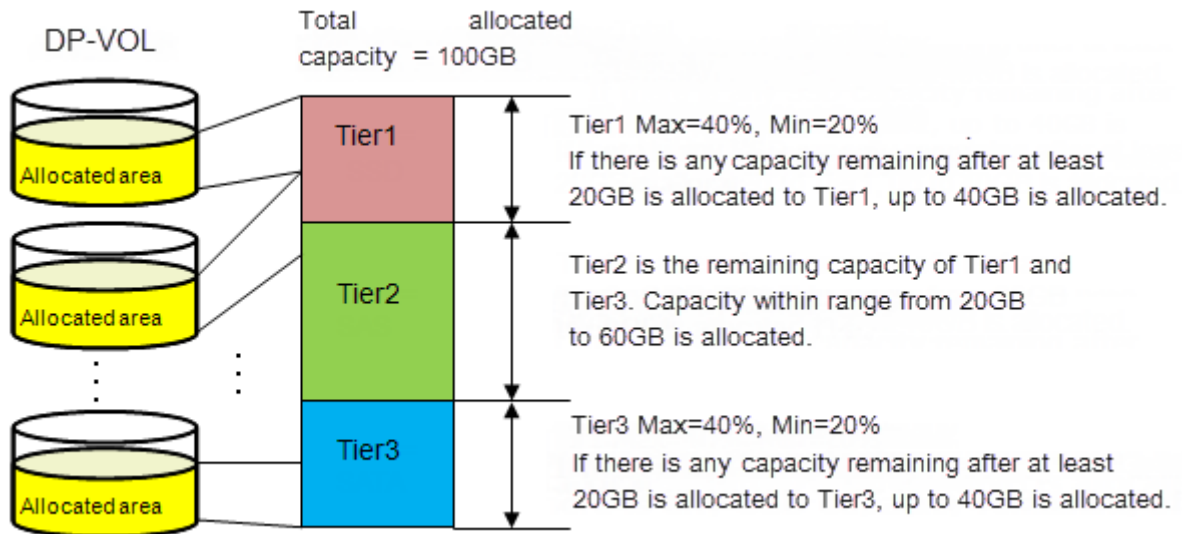 DP-VOL
Total allocated
capacity = 100GB
Allocated area
Allocated area
Allocated area
Tier1
Tier2
Tier3
Tier1 Max=40%, Min=20%
If there is any capacity remaining after at least
20GB is allocated to Tier1, up to 40GB is allocated.
Tier2 is the remaining capacity of Tier1 and
Tier3. Capacity within range from 20GB
to 60GB is allocated.
Tier3 Max=40%, Min=20%
If there is any capacity remaining after at least
20GB is allocated to Tier3, up to 40GB is allocated.